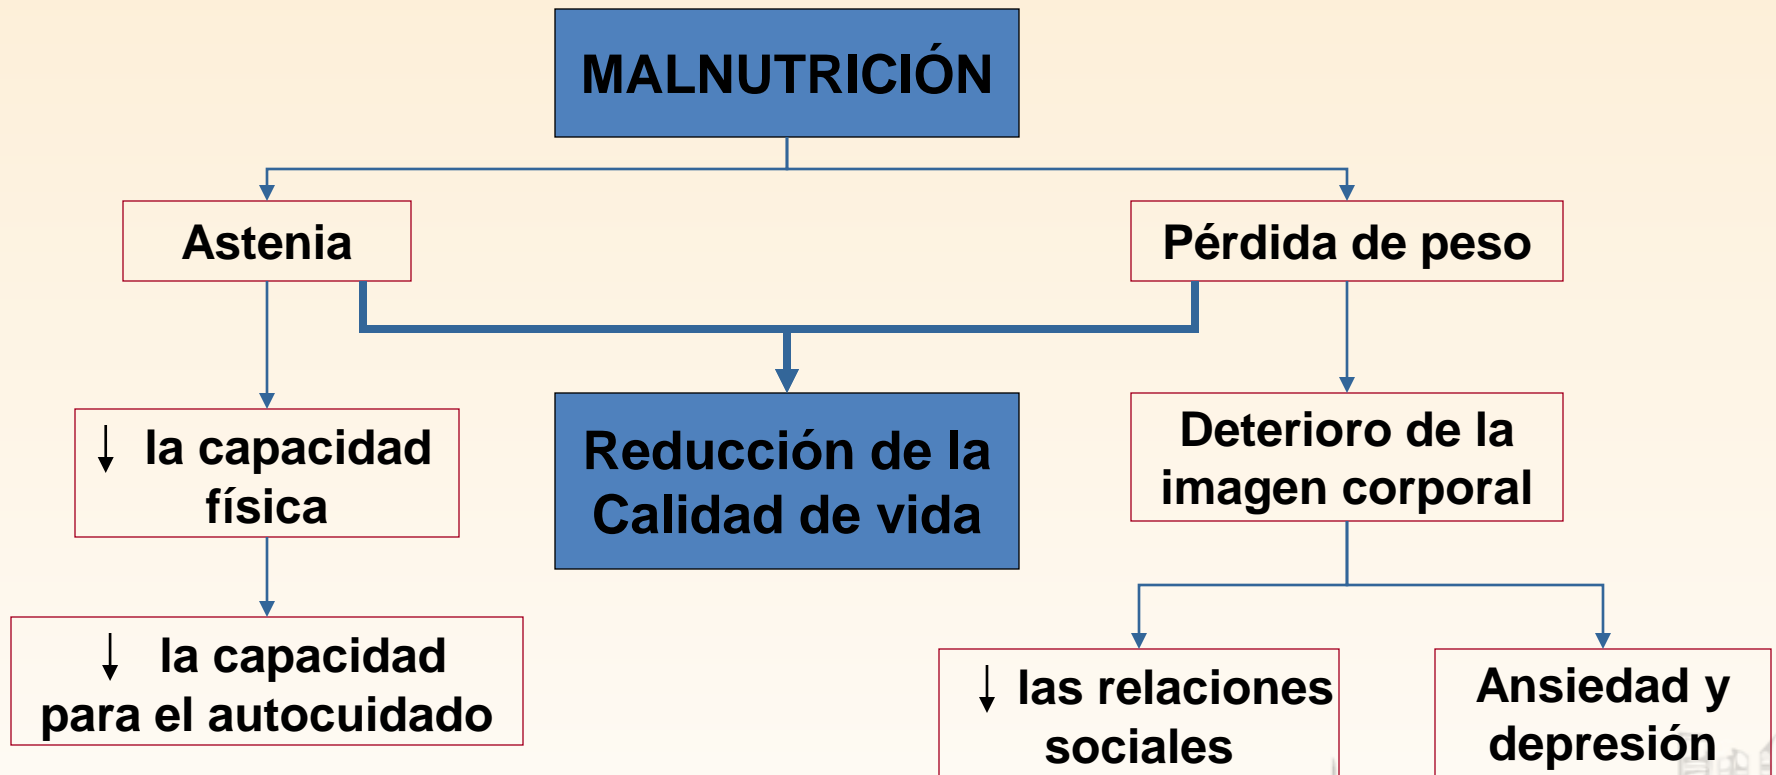 MALNUTRICIÓN
Astenia
Pérdida de peso
↓ la capacidad
física
Reducción de la
Calidad de vida
Deterioro de la
imagen corporal
↓ la capacidad
para el autocuidado
↓ las relaciones
sociales
Ansiedad y
depresión